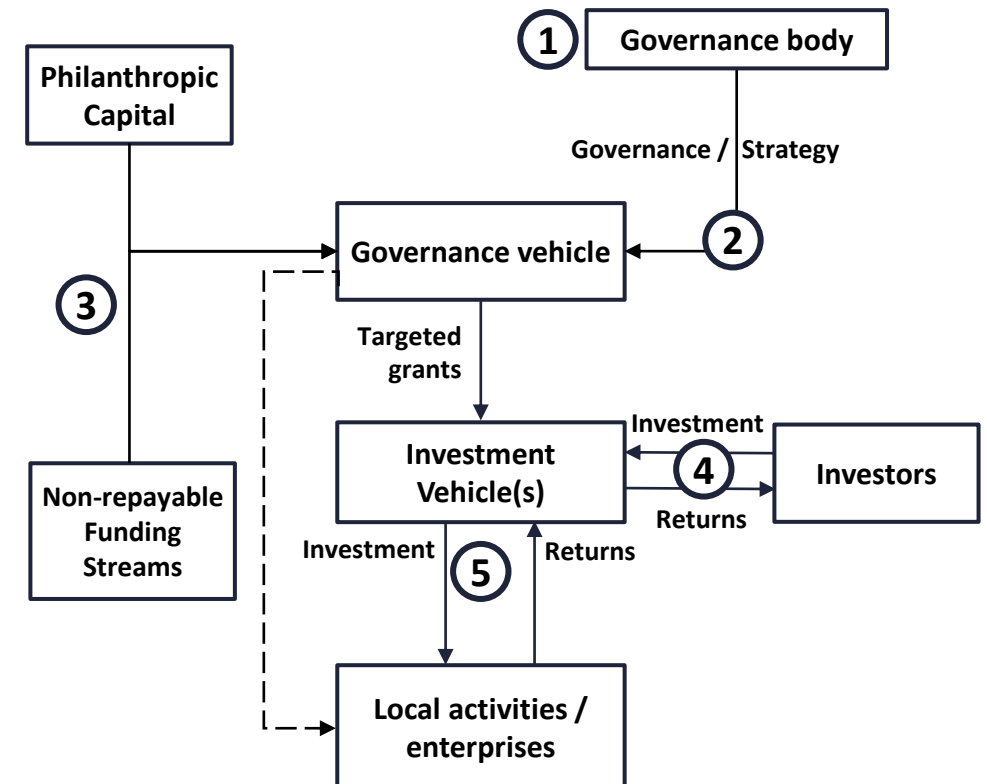 1
Governance body
Philanthropic
Capital
Governance / Strategy
2
Governance vehicle
3
Targeted
grants
Investment
Investment
Vehicle(s)
4
Investors
Returns
Non-repayable
Funding
Streams
Investment
5
Returns
Local activities /
enterprises